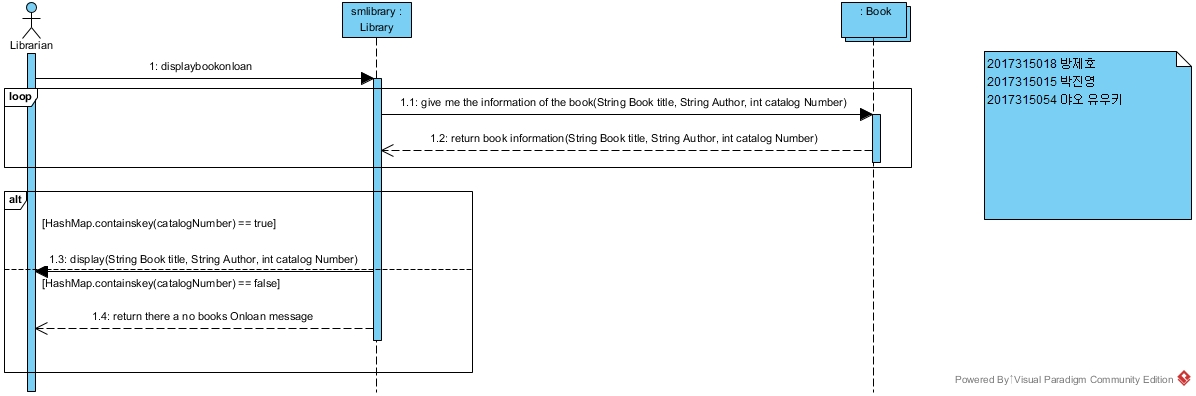 Librarian
smlibrary :
Library
: Book
1: displaybookonloan
loop
1.1: give me the information of the book(String Book title, String Author, int catalog Number)
1.2: return book information(String Book title, String Author, int catalog Number)
alt
[HashMap.containskey(catalogNumber) == true]
1.3: display(String Book title, String Author, int catalog Number)
[HashMap.containskey(catalogNumber) == false]
1.4: return there a no books Onloan message
2017315018 방제호
2017315015 박진영
2017315054 야오 유우키
Powered By Visual Paradigm Community Edition